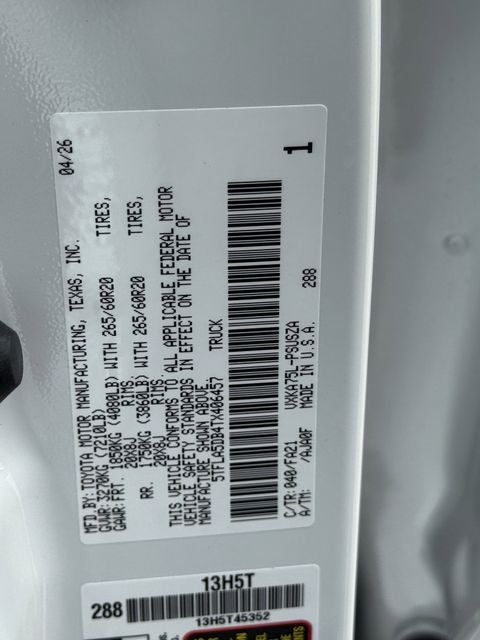 MFD. BY: TOYOTA MOTOR MANUFACTURING, TEXAS, INC. 04/26
GVWR: 3270KG (7210LB)
GAWR: FRT. 1850KG (4080LB) WITH 265/60R20 TIRES,
20X8J RIMS
RR. 1750KG (3860LB) WITH 265/60R20 TIRES,
20X8J RIMS
THIS VEHICLE CONFORMS TO ALL APPLICABLE FEDERAL MOTOR
VEHICLE SAFETY STANDARDS IN EFFECT ON THE DATE OF
MANUFACTURE SHOWN ABOVE.
5TFLA5DB4TX406457 TRUCK
C/TR: 040/FA21 VXKA75L-PSUSZA 288
A/TM: /AJA0F MADE IN U.S.A.
1
13H5T
288
13H5T45352